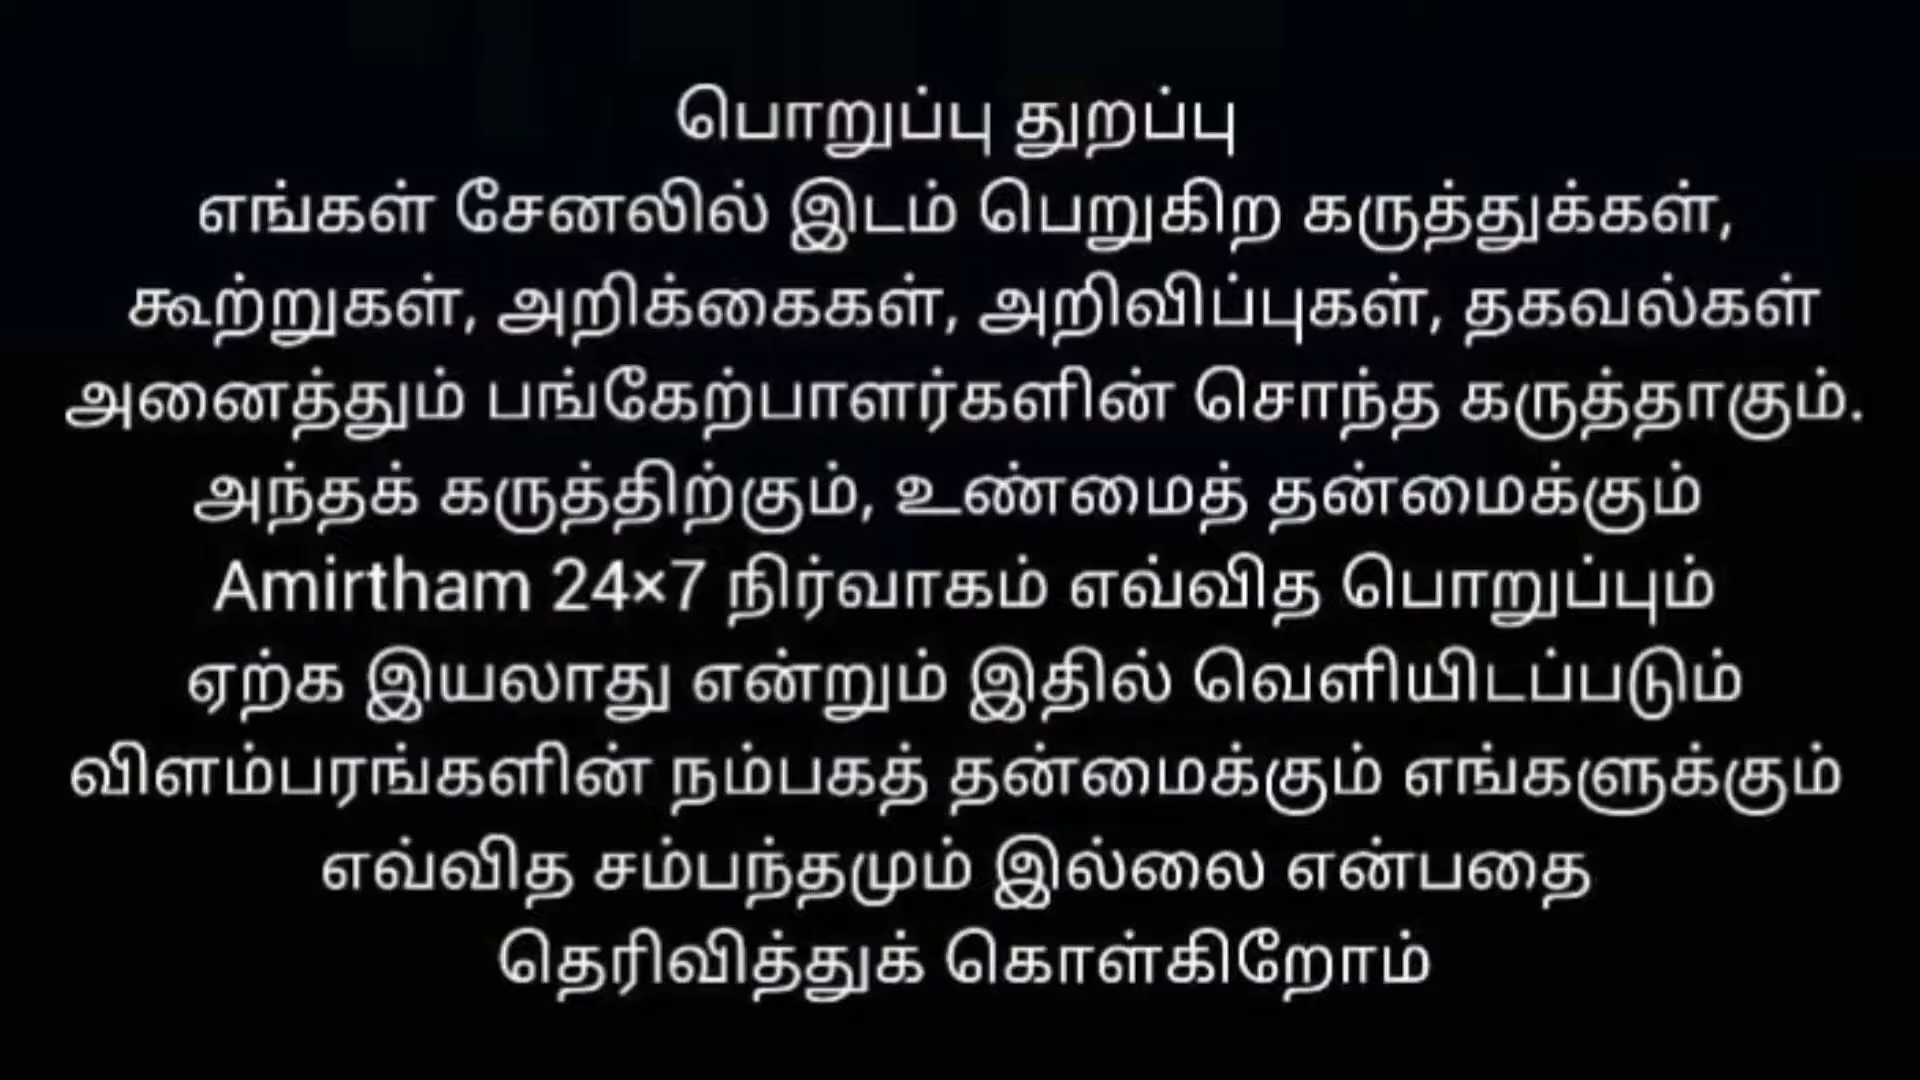 பொறுப்பு துறப்பு
எங்கள் சேனலில் இடம் பெறுகிற கருத்துக்கள்,
கூற்றுகள், அறிக்கைகள், அறிவிப்புகள், தகவல்கள்
அனைத்தும் பங்கேற்பாளர்களின் சொந்த கருத்தாகும்.
அந்தக் கருத்திற்கும், உண்மைத் தன்மைக்கும்
Amirtham 24×7 நிர்வாகம் எவ்வித பொறுப்பும்
ஏற்க இயலாது என்றும் இதில் வெளியிடப்படும்
விளம்பரங்களின் நம்பகத் தன்மைக்கும் எங்களுக்கும்
எவ்வித சம்பந்தமும் இல்லை என்பதை
தெரிவித்துக் கொள்கிறோம்